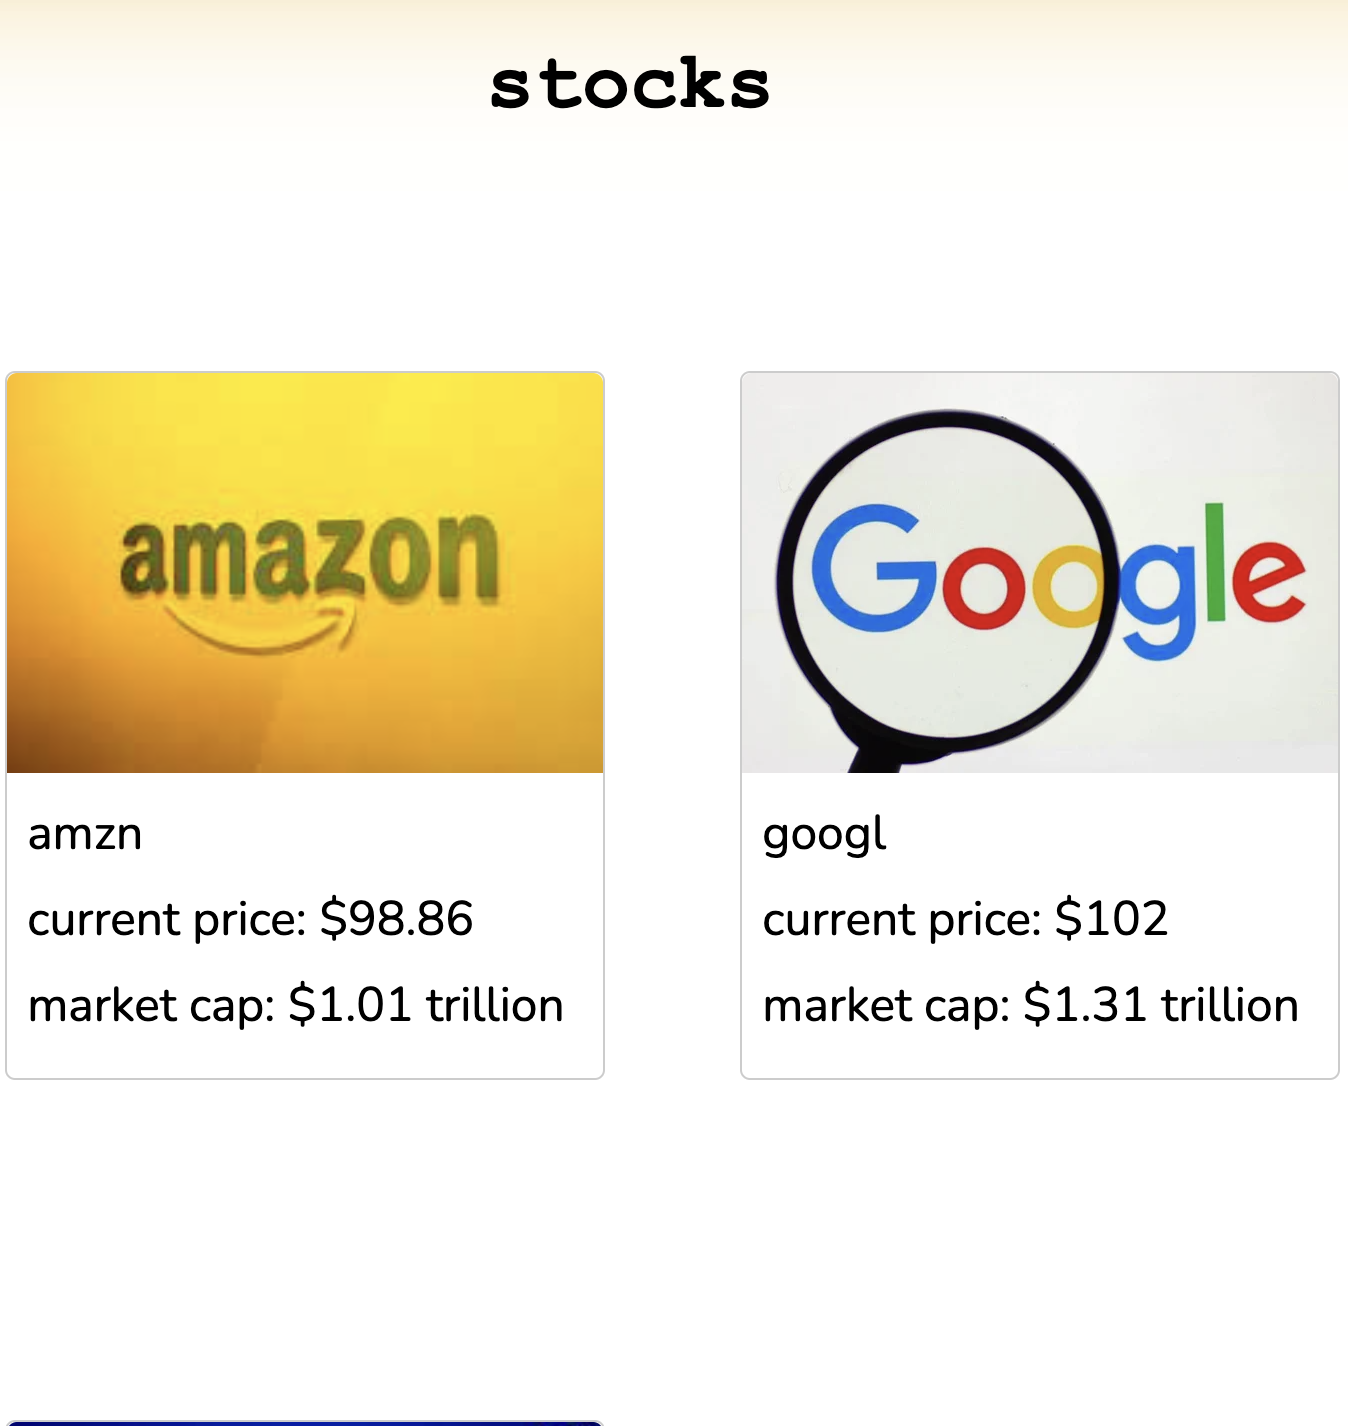 stocks
amazon
Google
amzn
current price: $98.86
market cap: $1.01 trillion
googl
current price: $102
market cap: $1.31 trillion